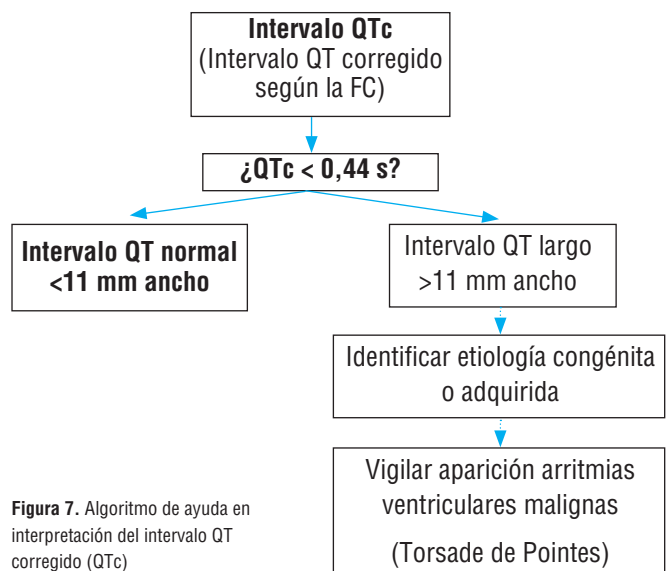 Intervalo QTc
(Intervalo QT corregido
según la FC)
¿QTc < 0,44 s?
Intervalo QT normal
<11 mm ancho
Intervalo QT largo
>11 mm ancho
Identificar etiología congénita
o adquirida
Vigilar aparición arritmias
ventriculares malignas
(Torsade de Pointes)
Figura 7. Algoritmo de ayuda en
interpretación del intervalo QT
corregido (QTc)